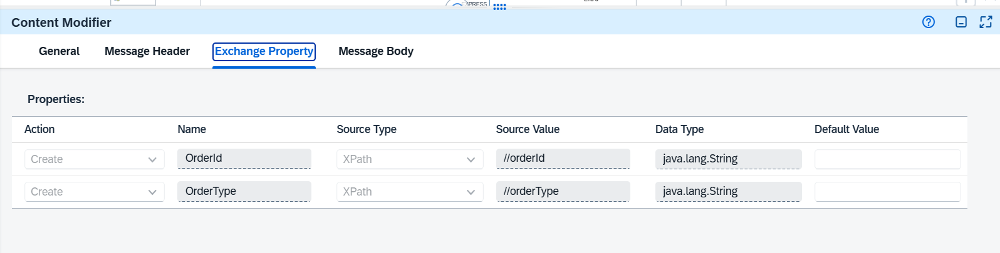 EXPRESS
Content Modifier
General Message Header Exchange Property Message Body
Properties:
Action Name Source Type Source Value Data Type Default Value
Create OrderId XPath //orderId java.lang.String
Create OrderType XPath //orderType java.lang.String